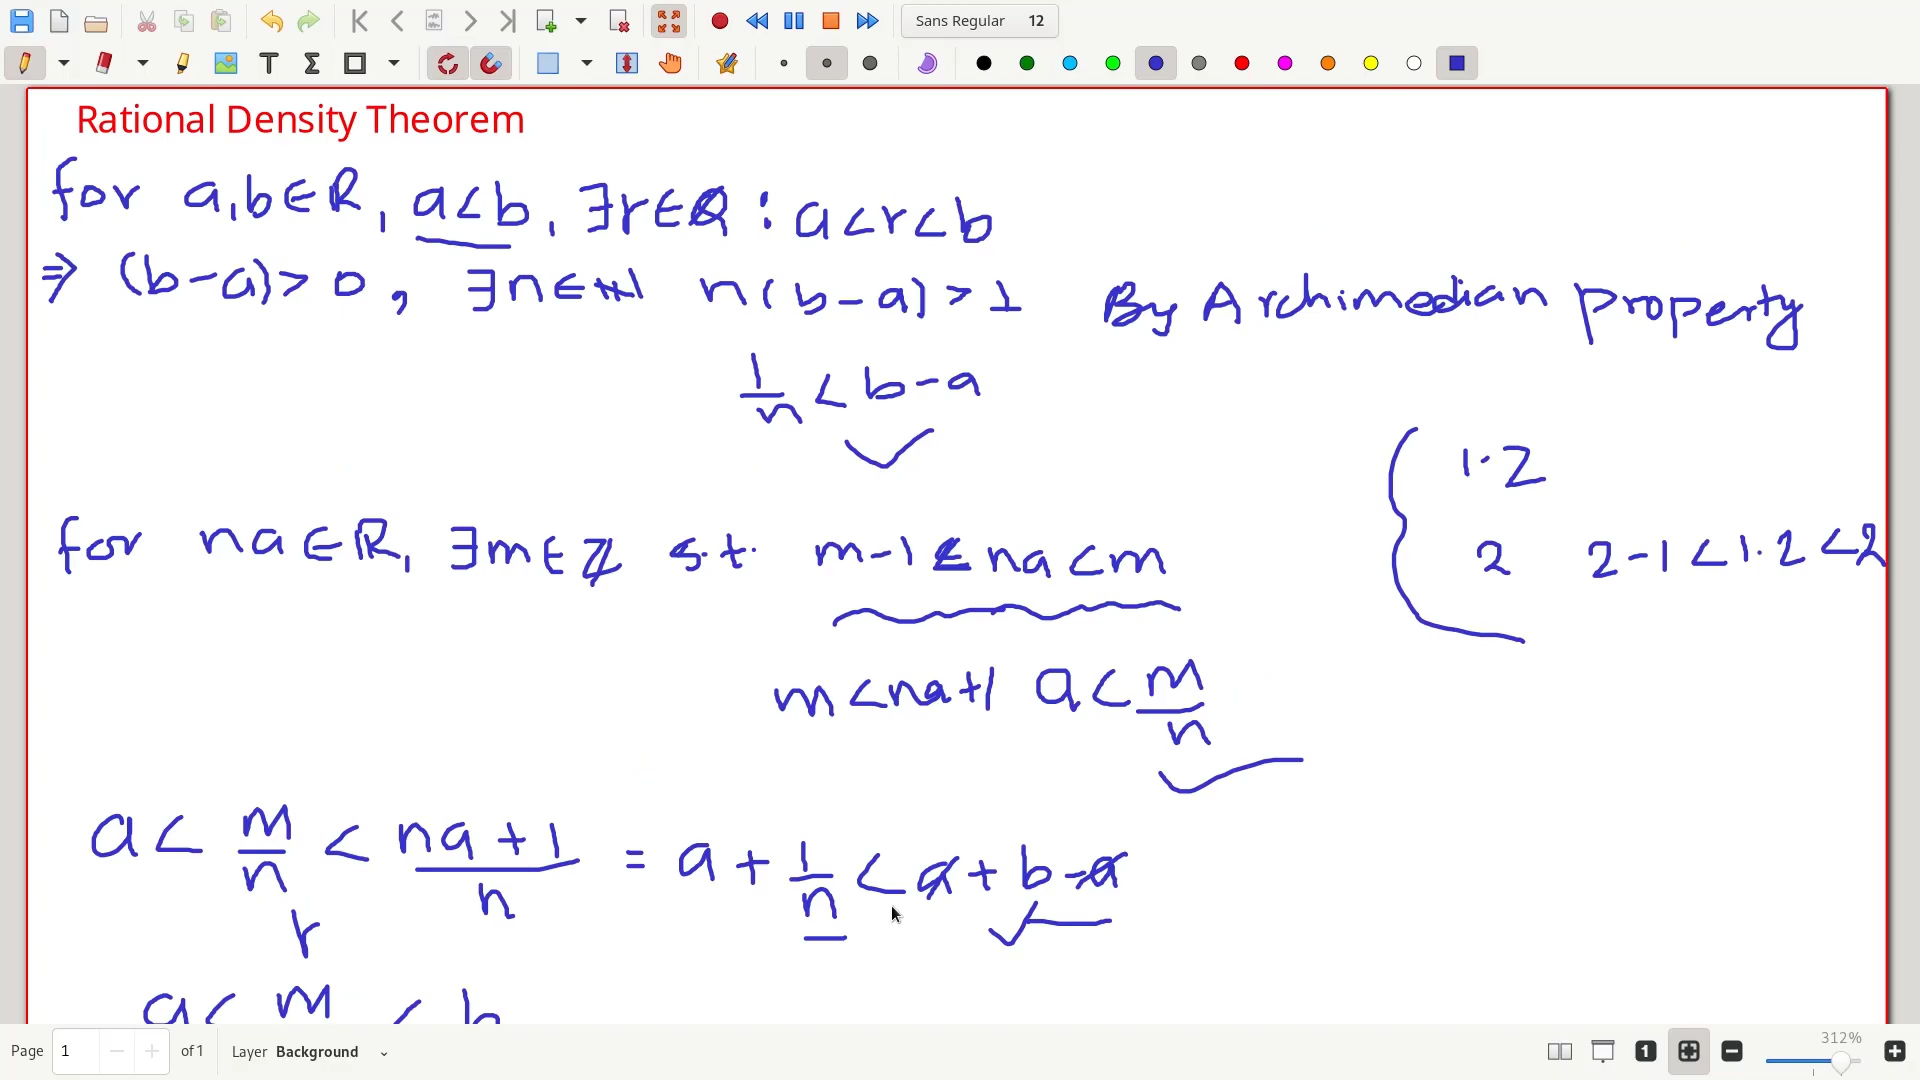 Sans Regular 12
Rational Density Theorem
for a,b∈ℝ, a<b, ∃r∈ℚ : a<r<b
⇒ (b-a)>0, ∃n∈ℕ n(b-a)>1 By Archimedian property
1/n < b-a
1.2
for na∈ℝ, ∃m∈ℤ s.t. m-1≤na<m
2 2-1<1.2<2
m<na+1 a<m/n
a< m/n < (na+1)/n = a+1/n <a+b-a
r
a< m < b
Page 1 of 1 Layer Background 312%